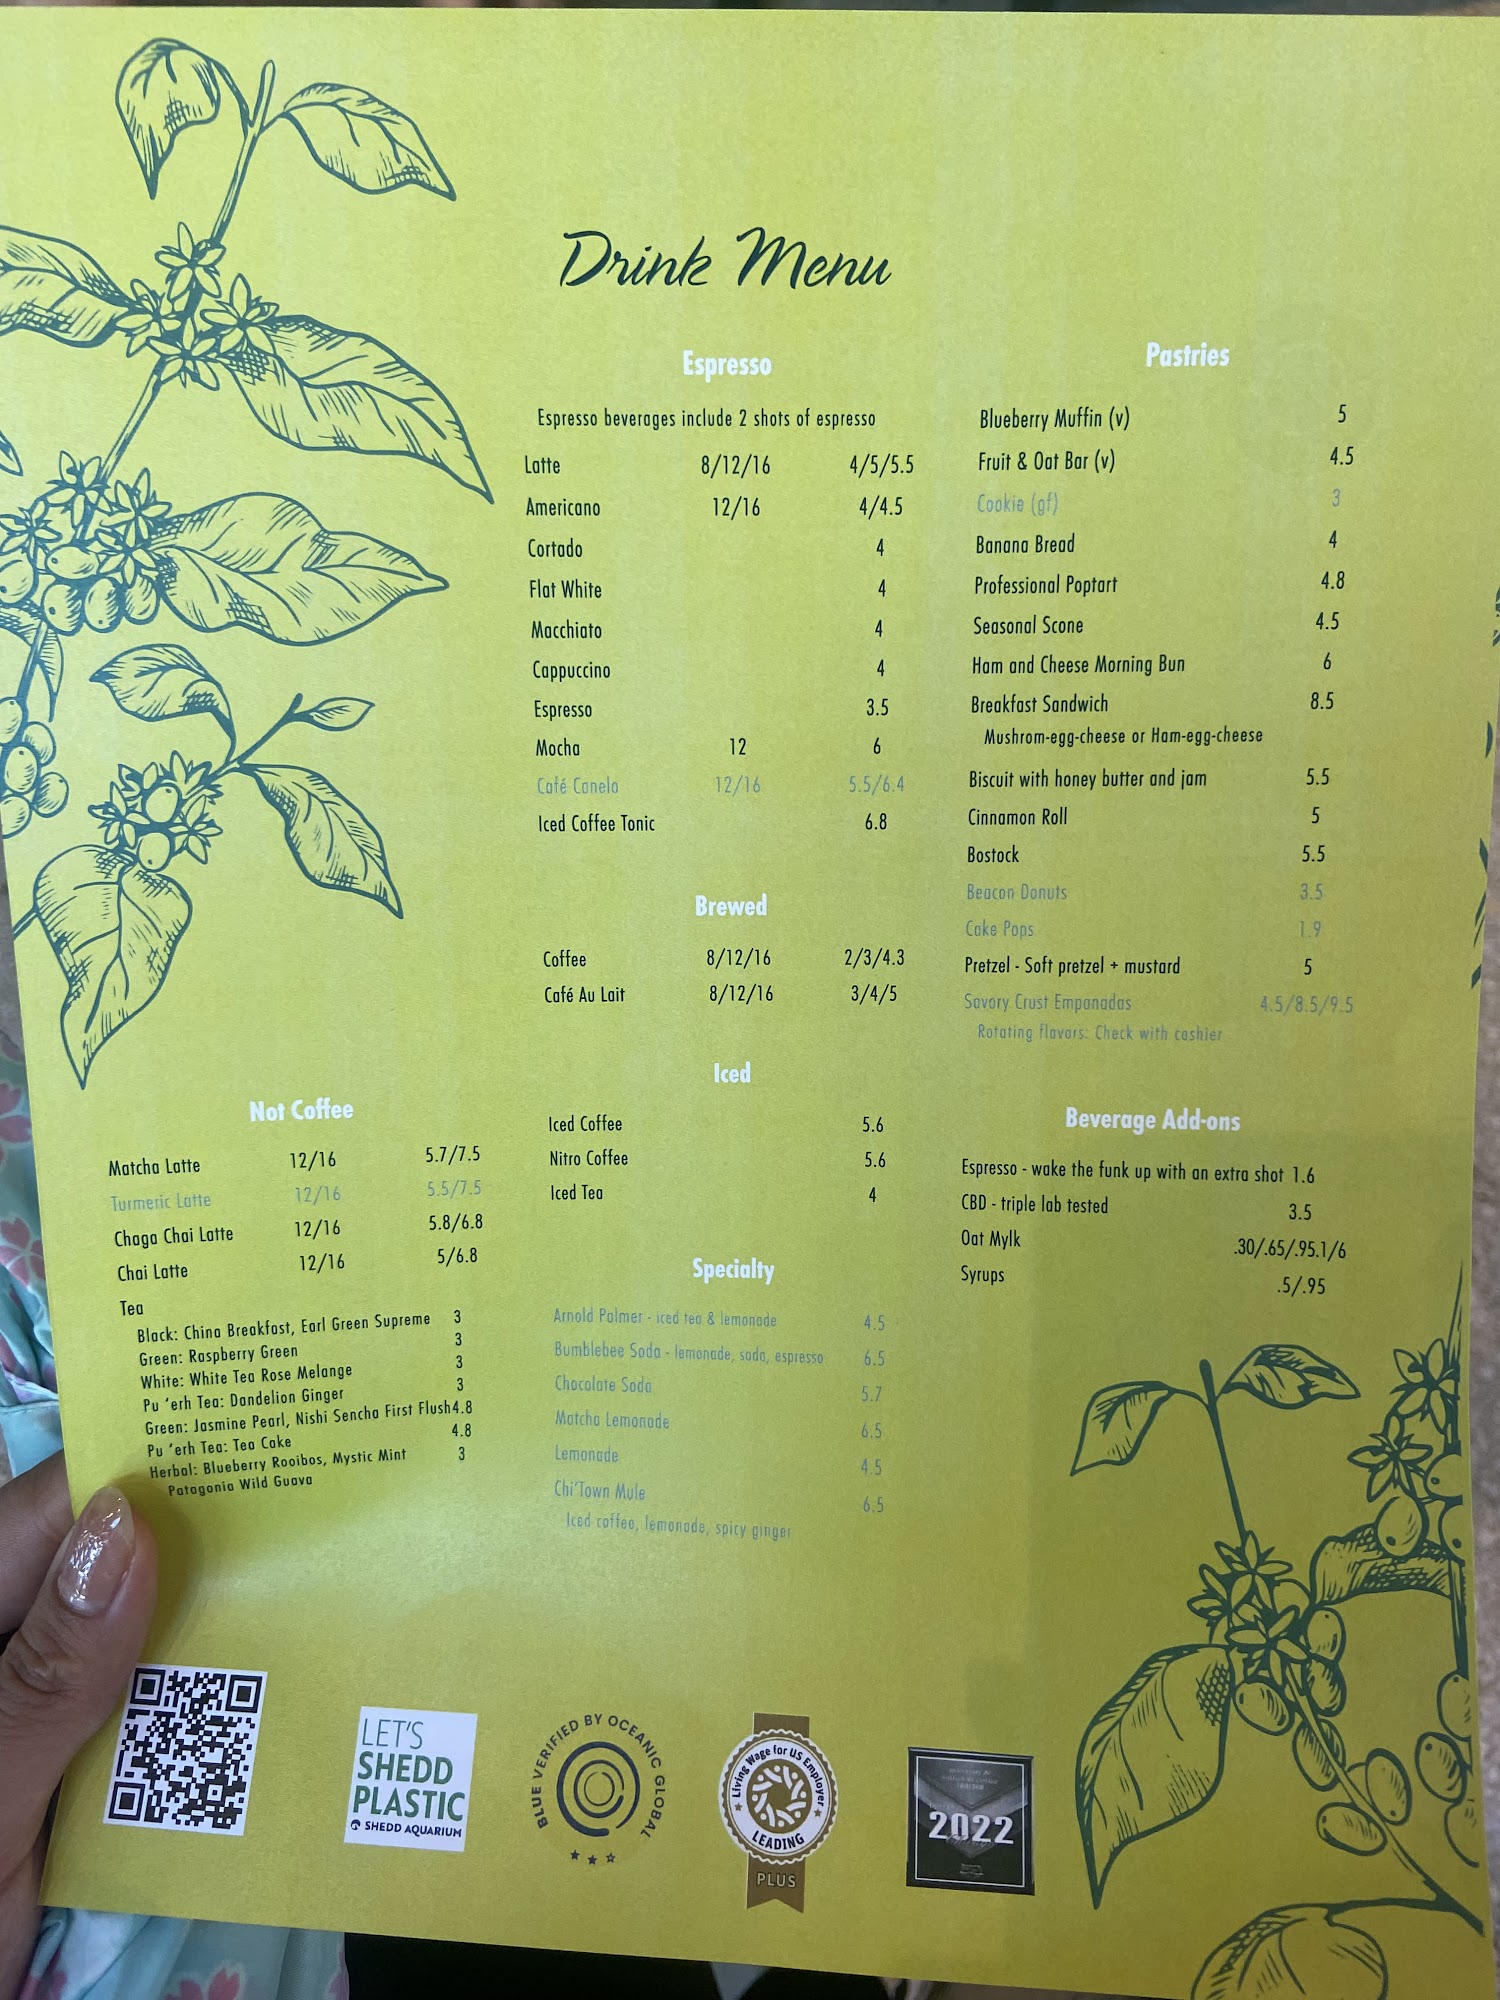 Drink Menu
Espresso
Espresso beverages include 2 shots of espresso
Latte 8/12/16 4/5/5.5
Americano 12/16 4/4.5
Cortado 4
Flat White 4
Macchiato 4
Cappuccino 4
Espresso 3.5
Mocha 12 6
Café Canelo 12/16 5.5/6.4
Iced Coffee Tonic 6.8
Brewed
Coffee 8/12/16 2/3/4.3
Café Au Lait 8/12/16 3/4/5
Iced
Iced Coffee 5.6
Nitro Coffee 5.6
Iced Tea 4
Specialty
Arnold Palmer - iced tea & lemonade 4.5
Bumblebee Soda - lemonade, soda, espresso 6.5
Chocolate Soda 5.7
Matcha Lemonade 6.5
Lemonade 4.5
Chi'Town Mule 6.5
Iced coffee, lemonade, spicy ginger
Pastries
Blueberry Muffin (v) 5
Fruit & Oat Bar (v) 4.5
Cookie (gf) 3
Banana Bread 4
Professional Poptart 4.8
Seasonal Scone 4.5
Ham and Cheese Morning Bun 6
Breakfast Sandwich 8.5
Mushrom-egg-cheese or Ham-egg-cheese
Biscuit with honey butter and jam 5.5
Cinnamon Roll 5
Bostock 5.5
Beacon Donuts 3.5
Cake Pops 1.9
Pretzel - Soft pretzel + mustard 5
Savory Crust Empanadas 4.5/8.5/9.5
Rotating flavors: Check with cashier
Beverage Add-ons
Espresso - wake the funk up with an extra shot 1.6
CBD - triple lab tested 3.5
Oat Mylk .30/.65/.95.1/6
Syrups .5/.95
Not Coffee
Matcha Latte 12/16 5.7/7.5
Turmeric Latte 12/16 5.5/7.5
Chaga Chai Latte 12/16 5.8/6.8
Chai Latte 12/16 5/6.8
Tea
Black: China Breakfast, Earl Green Supreme 3
Green: Raspberry Green 3
White: White Tea Rose Melange 3
Pu 'erh Tea: Dandelion Ginger 3
Green: Jasmine Pearl, Nishi Sencha First Flush 4.8
Pu 'erh Tea: Tea Cake 4.8
Herbal: Blueberry Rooibos, Mystic Mint 3
Patagonia Wild Guava
LET'S
SHEDD
PLASTIC
SHEDD AQUARIUM
BLUE VERIFIED BY OCEANIC GLOBAL
Living Wage for US Employer
LEADING
PLUS
2022